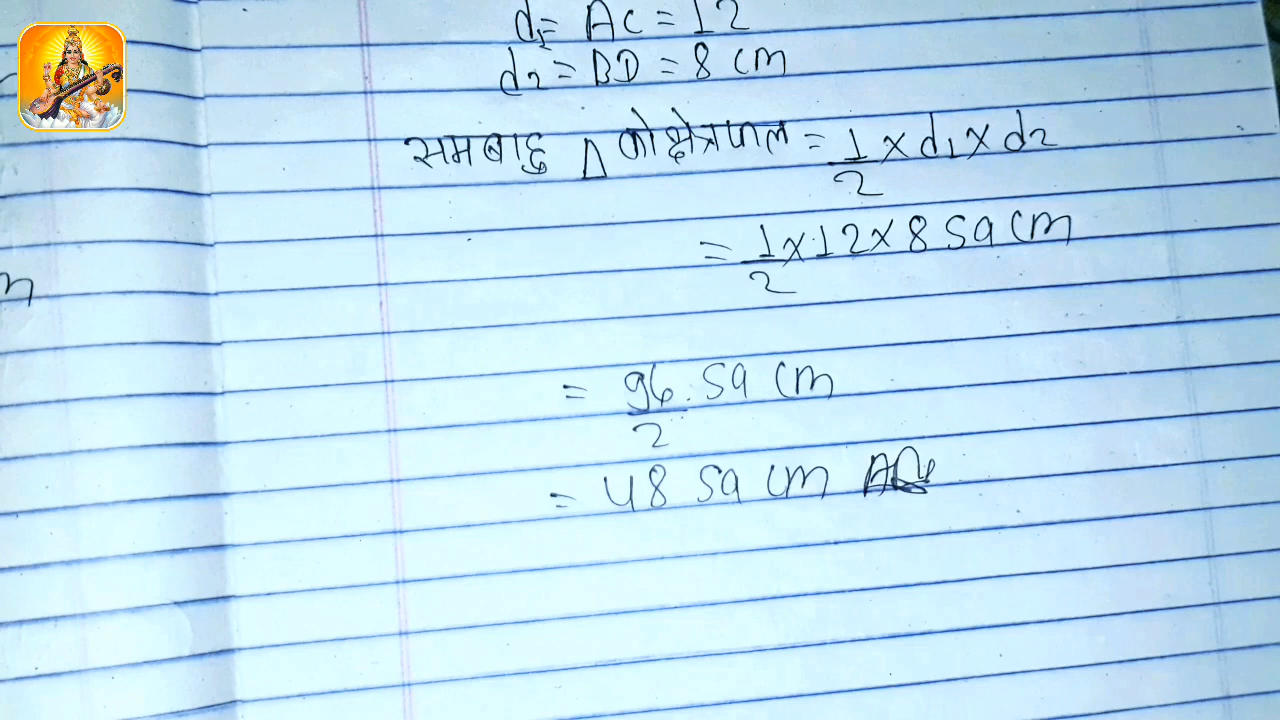 d1= AC = 12
d2 = BD = 8 cm
समबाहु Δ को क्षेत्रफल = 1/2 × d1 × d2
= 1/2 × 12 × 8 sq cm
m
= 96/2 sq cm
= 48 sq cm